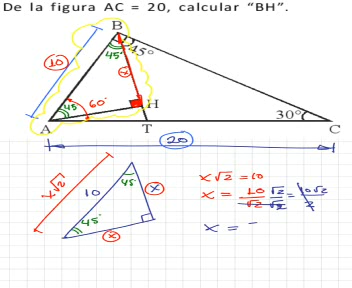 De la figura AC = 20, calcular “BH”.
B
10
45°
45°
x
45
60°
H
A
T
30°
C
20
x√2
10
45°
x
45°
x
x√2 = 10
x = 10/√2 √2/√2 = 10√2/2
x = -